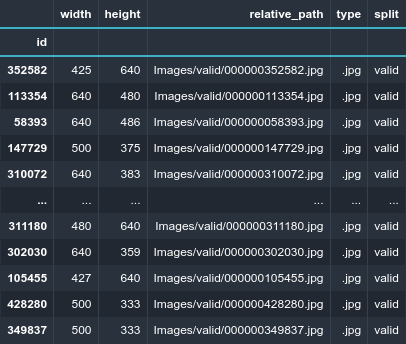 width height relative_path type split
id
352582 425 640 Images/valid/000000352582.jpg .jpg valid
113354 640 480 Images/valid/000000113354.jpg .jpg valid
58393 640 486 Images/valid/000000058393.jpg .jpg valid
147729 500 375 Images/valid/000000147729.jpg .jpg valid
310072 640 383 Images/valid/000000310072.jpg .jpg valid
... ... ... ... ... ...
311180 480 640 Images/valid/000000311180.jpg .jpg valid
302030 640 359 Images/valid/000000302030.jpg .jpg valid
105455 427 640 Images/valid/000000105455.jpg .jpg valid
428280 500 333 Images/valid/000000428280.jpg .jpg valid
349837 500 333 Images/valid/000000349837.jpg .jpg valid